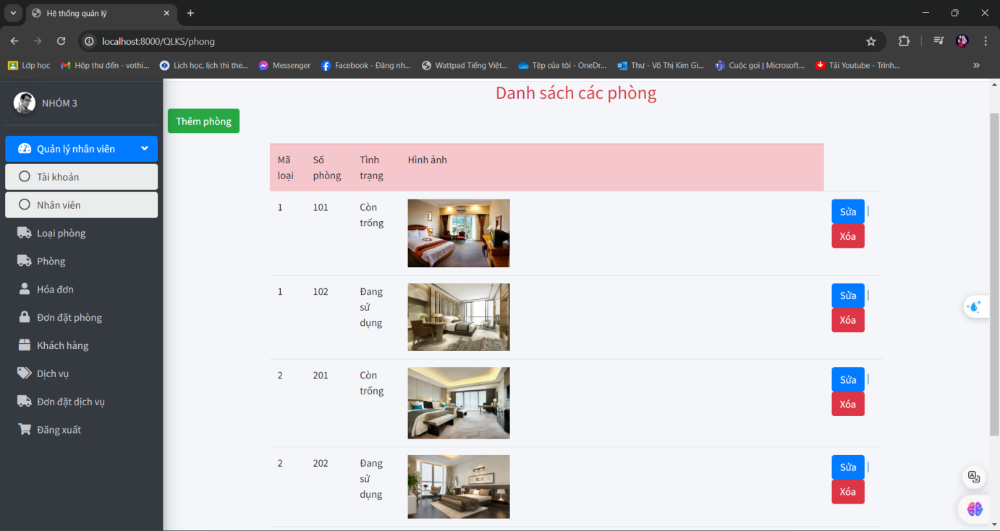 Hệ thống quản lý
localhost:8000/QLKS/phong
Lớp học
Hộp thư đến - vothi...
Lịch học, lịch thi the...
Messenger
Facebook - Đăng nh...
Wattpad Tiếng Việt...
Tệp của tôi - OneDr...
Thư - Võ Thị Kim Gi...
Cuộc gọi | Microsoft...
Tải Youtube - Trình...
NHÓM 3
Quản lý nhân viên
Tài khoản
Nhân viên
Loại phòng
Phòng
Hóa đơn
Đơn đặt phòng
Khách hàng
Dịch vụ
Đơn đặt dịch vụ
Đăng xuất
Danh sách các phòng
Thêm phòng
Mã loại
Số phòng
Tình trạng
Hình ảnh
1
101
Còn trống
Sửa |
Xóa
1
102
Đang sử dụng
Sửa |
Xóa
2
201
Còn trống
Sửa |
Xóa
2
202
Đang sử dụng
Sửa |
Xóa